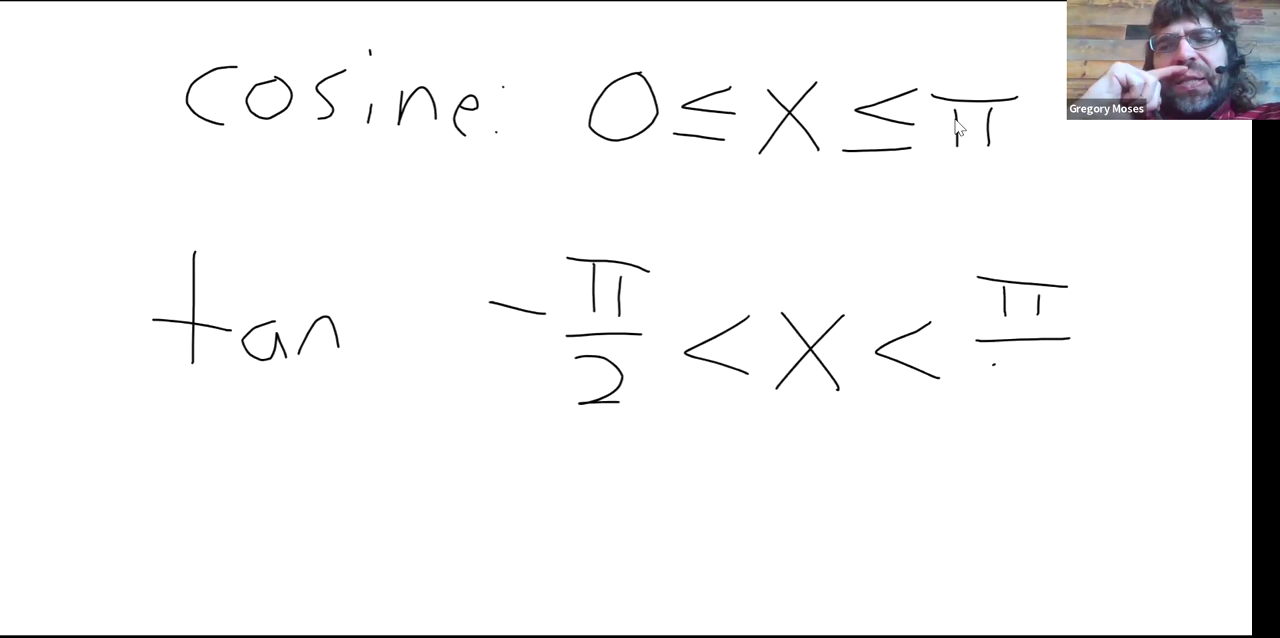 cosine: 0 ≤ x ≤ π
Gregory Moses
tan -π/2 < x < π/